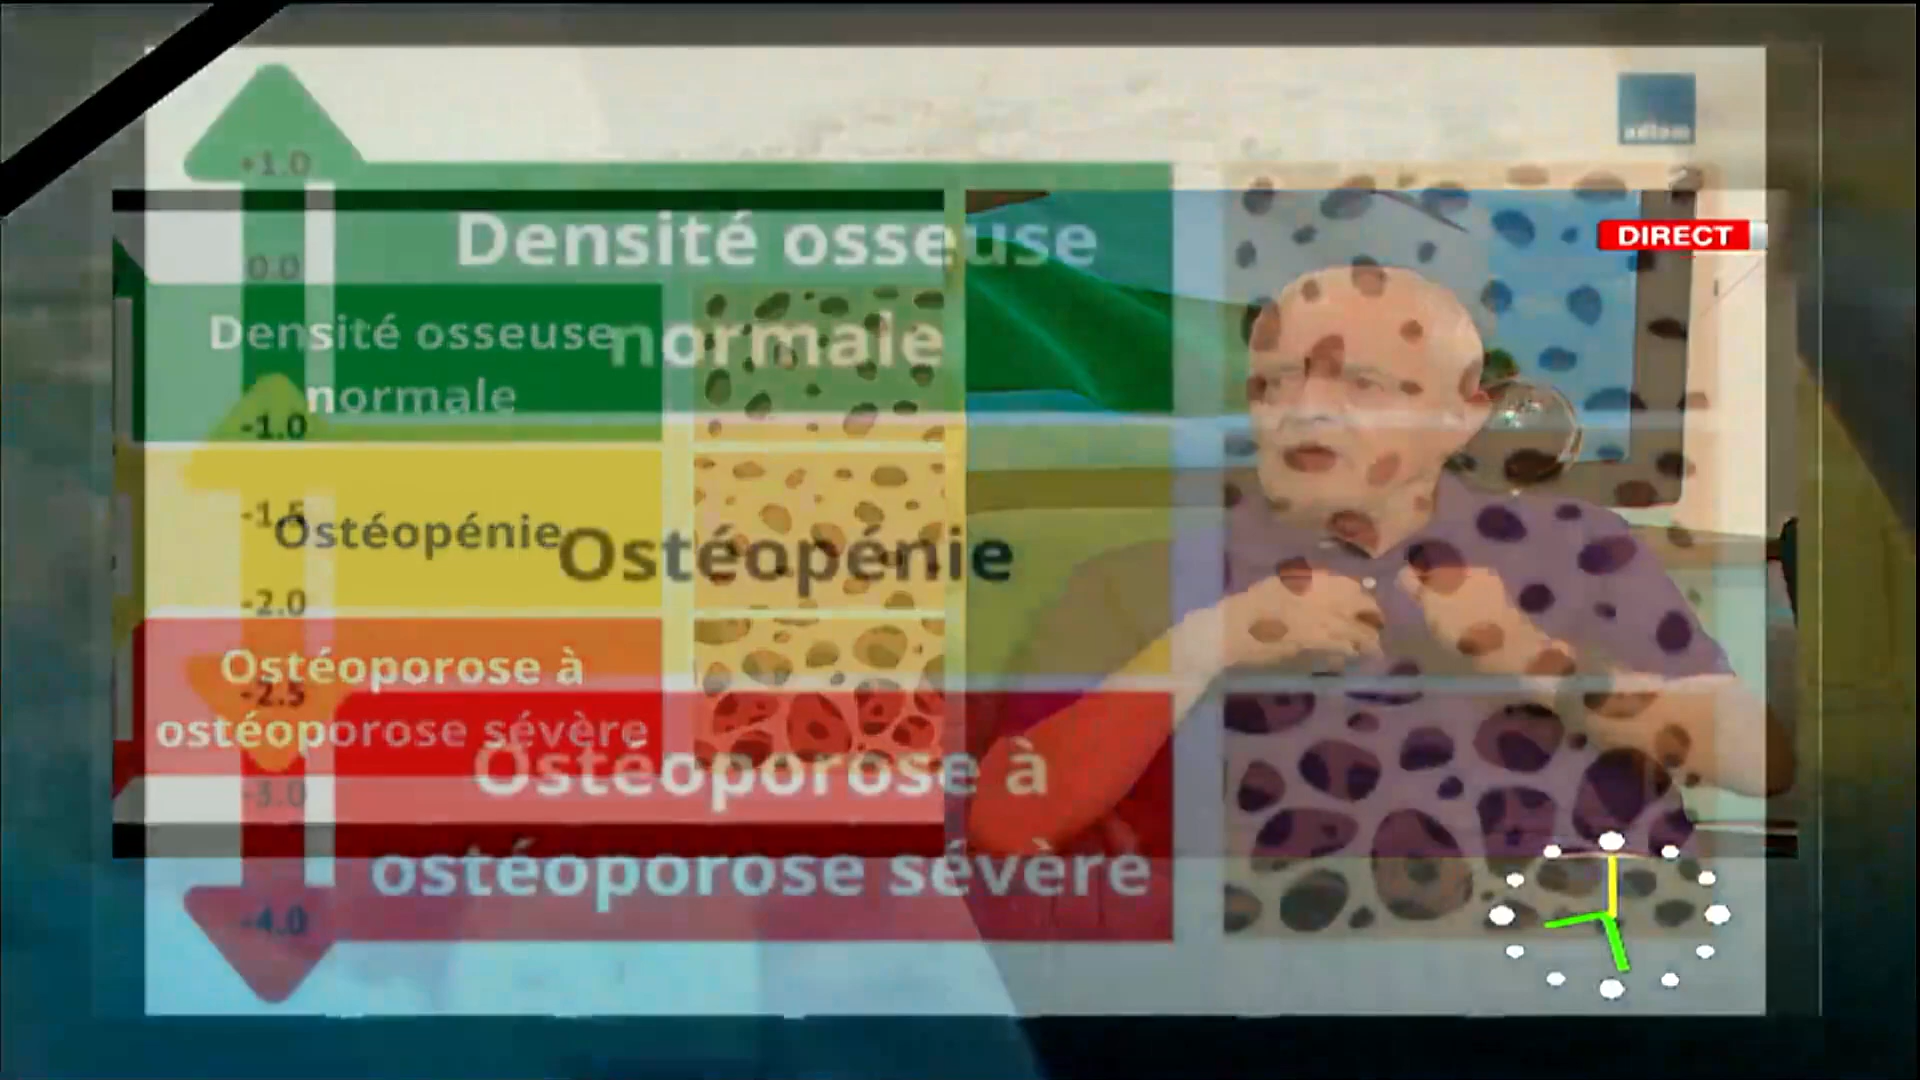 +1.0
0.0
Densité osseuse
normale
Densité osseuse
normale
-1.0
-1.5
Ostéopénie
Ostéopénie
-2.0
Ostéoporose à
ostéoporose sévère
-2.5
Ostéoporose à
ostéoporose sévère
-3.0
-4.0
DIRECT